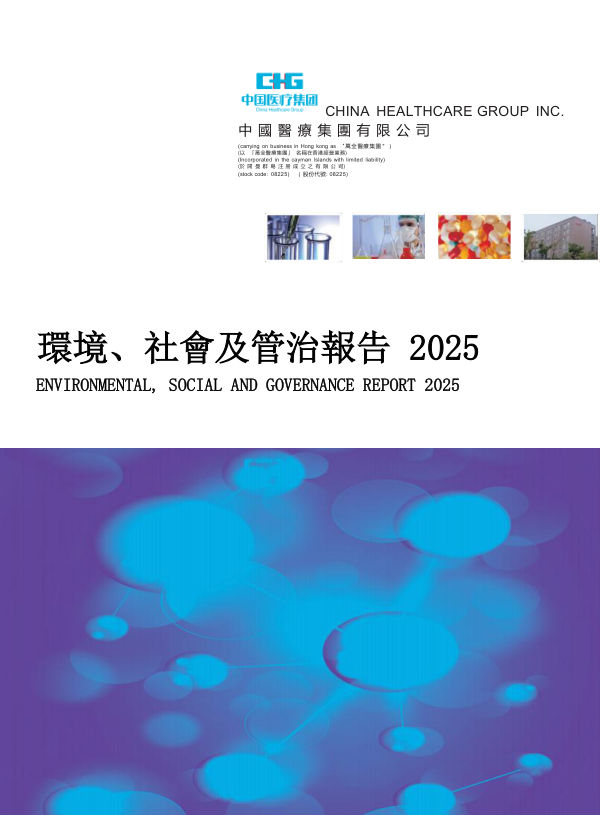 CHG
中国医疗集团
China Healthcare Group
CHINA HEALTHCARE GROUP INC.
中國醫療集團有限公司
(carrying on business in Hong kong as “萬全醫療集團” )
(以 「萬全醫療集團」 名稱在香港經營業務)
(Incorporated in the cayman Islands with limited liability)
(於開曼群島注册成立之有限公司)
(stock code: 08225) ( 股份代號: 08225)
環境、社會及管治報告 2025
ENVIRONMENTAL, SOCIAL AND GOVERNANCE REPORT 2025